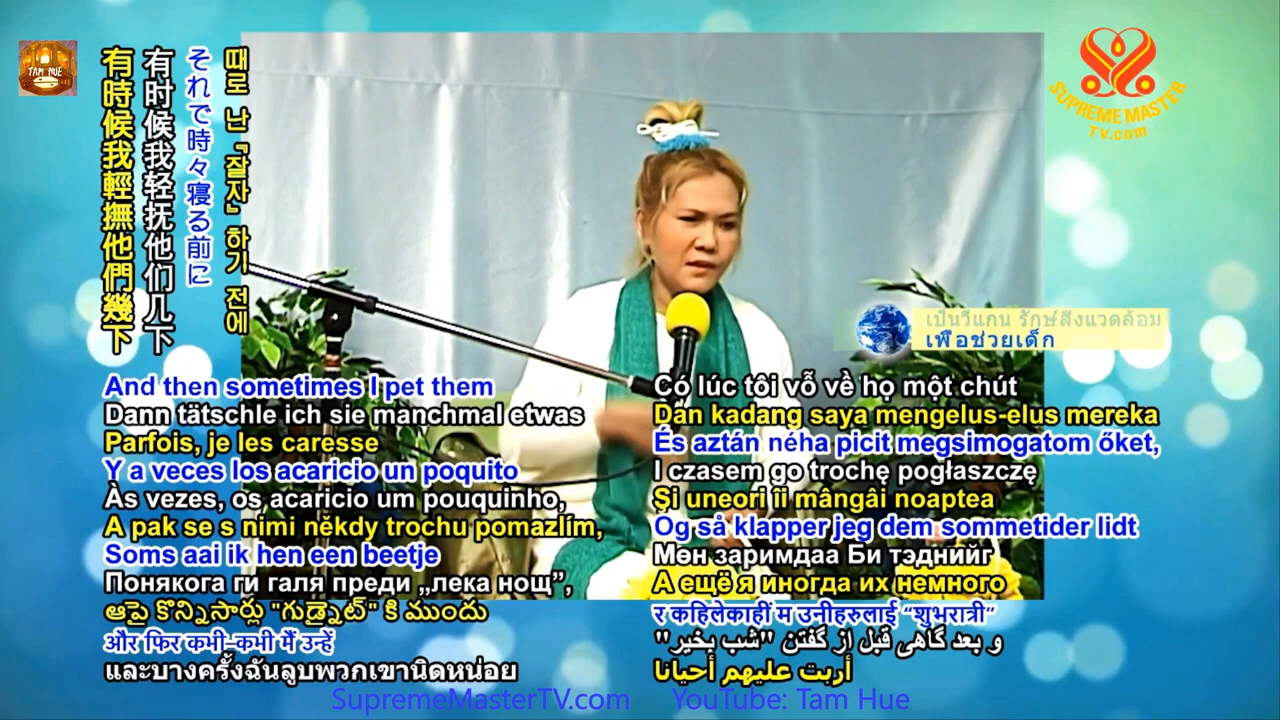 TAM HUE
SUPREME MASTER
TV.com
有時候我輕撫他們幾下
有时候我轻抚他们几下
それで時々寝る前に
때로 난『잘자』하기 전에
เป็นวีแกน รักษ์สิ่งแวดล้อม
เพื่อช่วยเด็ก
And then sometimes I pet them
Dann tätschle ich sie manchmal etwas
Parfois, je les caresse
Y a veces los acaricio un poquito
Às vezes, os acaricio um pouquinho,
A pak se s nimi někdy trochu pomazlím,
Soms aai ik hen een beetje
Понякога ги галя преди „лека нощ”,
ఆపై కొన్నిసార్లు "గుడ్నైట్" కి ముందు
और फिर कभी-कभी मैं उन्हें
และบางครั้งฉันลูบพวกเขานิดหน่อย
Có lúc tôi vỗ về họ một chút
Dan kadang saya mengelus-elus mereka
És aztán néha picit megsimogatom őket,
I czasem go trochę pogłaszczę
Și uneori îi mângâi noaptea
Og så klapper jeg dem sommetider lidt
Мөн заримдаа Би тэднийг
А ещё я иногда их немного
र कहिलेकाहीं म उनीहरुलाई “शुभरात्री”
و بعد گاهی قبل از گفتن "شب بخیر"
أربت عليهم أحيانا
SupremeMasterTV.com YouTube: Tam Hue